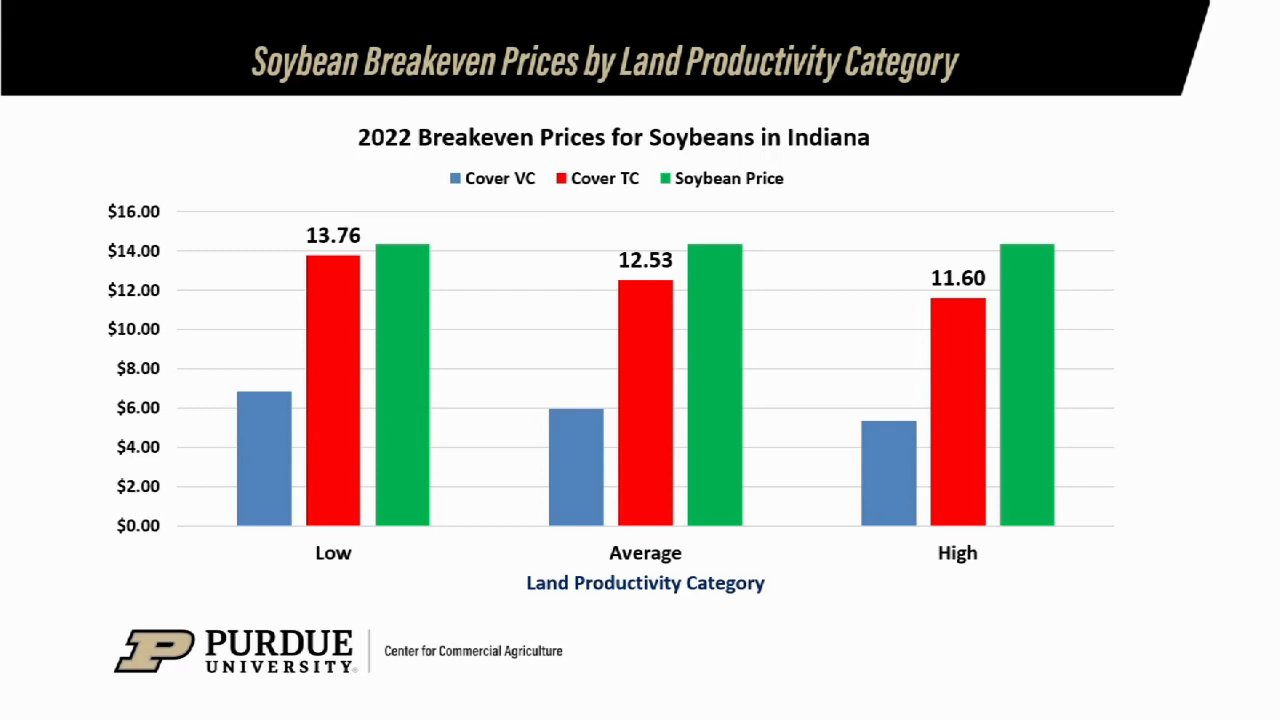 Soybean Breakeven Prices by Land Productivity Category
2022 Breakeven Prices for Soybeans in Indiana
Cover VC Cover TC Soybean Price
$16.00
$14.00
$12.00
$10.00
$8.00
$6.00
$4.00
$2.00
$0.00
13.76
12.53
11.60
Low Average High
Land Productivity Category
P PURDUE
UNIVERSITY®
Center for Commercial Agriculture